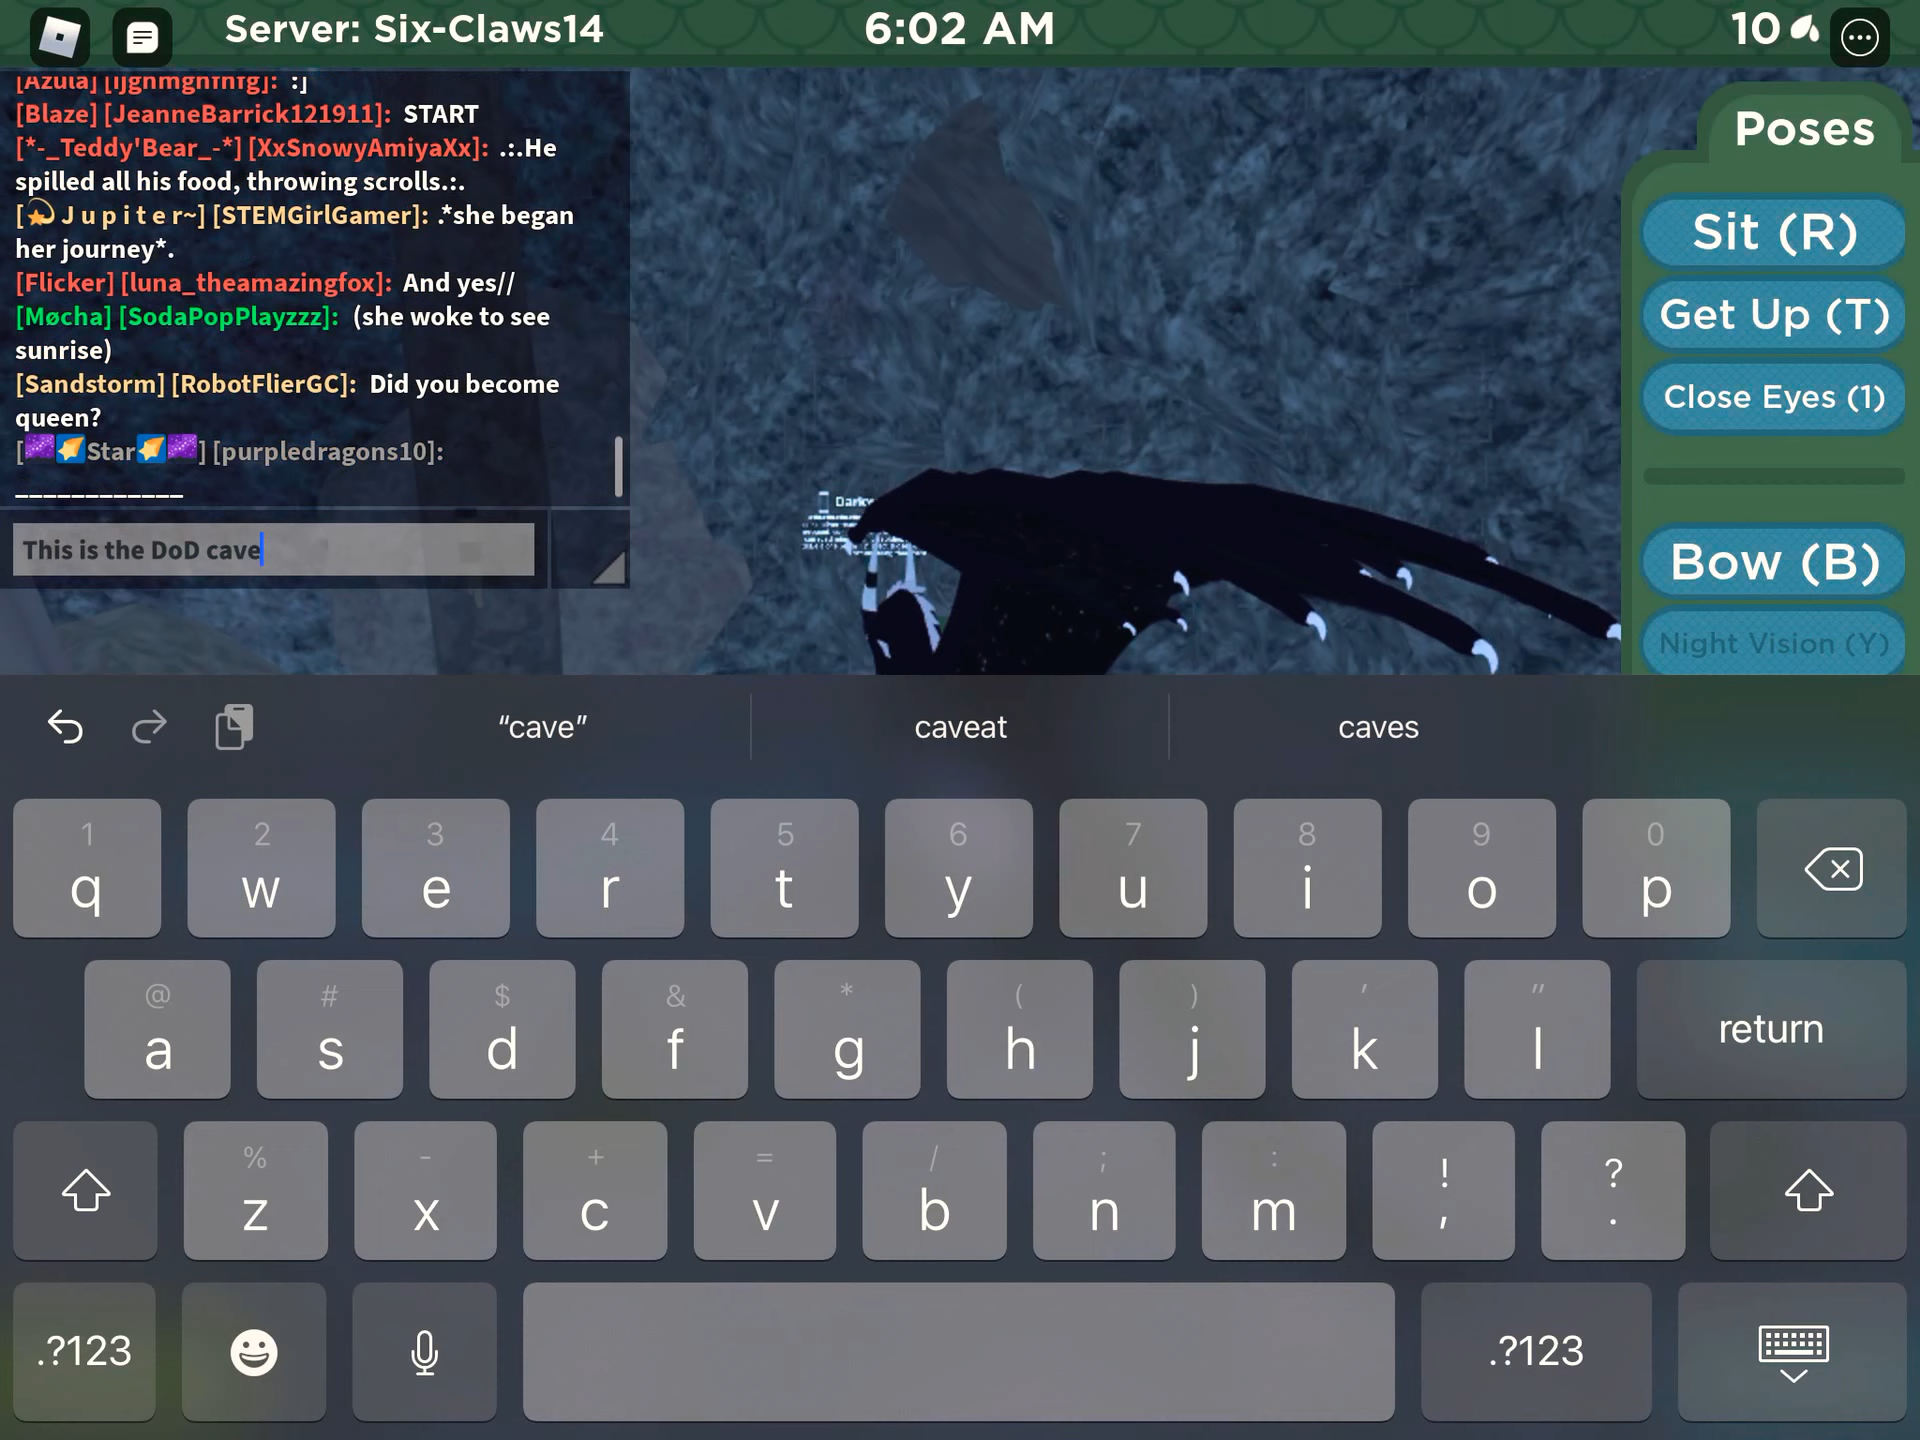 Server: Six-Claws14
6:02 AM
10
[Azula] [ijghmghfhfg]: :]
[Blaze] [JeanneBarrick121911]: START
[*-_Teddy'Bear_-*] [XxSnowyAmiyaXx]: .:.He
spilled all his food, throwing scrolls.:.
[💫 J u p i t e r~] [STEMGirlGamer]: .*she began
her journey*.
[Flicker] [luna_theamazingfox]: And yes//
[Møcha] [SodaPopPlayzzz]: (she woke to see
sunrise)
[Sandstorm] [RobotFlierGC]: Did you become
queen?
[Star] [purpledragons10]:
____________
This is the DoD cave
Poses
Sit (R)
Get Up (T)
Close Eyes (1)
Bow (B)
Night Vision (Y)
“cave” caveat caves
1 2 3 4 5 6 7 8 9 0
q w e r t y u i o p
@ # $ & * ( ) ' "
a s d f g h j k l return
% - + = / ; : ! ?
z x c v b n m , .
.?123 .?123